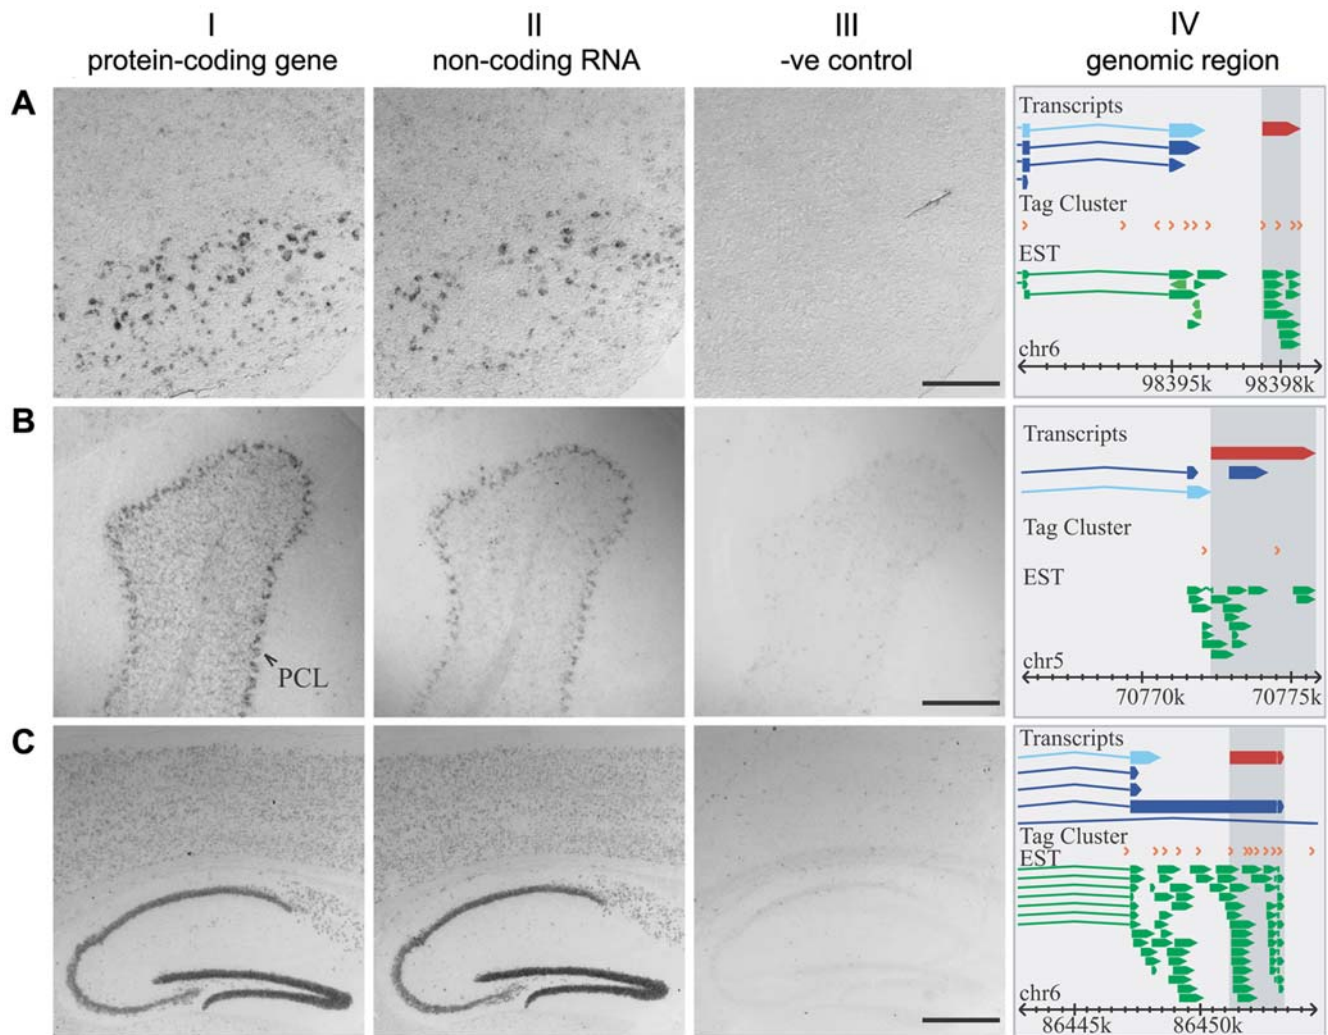 I II III IV
protein-coding gene non-coding RNA -ve control genomic region
A
Transcripts
Tag Cluster
EST
chr6
98395k 98398k
B
Transcripts
Tag Cluster
EST
PCL
chr5
70770k 70775k
C
Transcripts
Tag Cluster
EST
chr6
86445k 86450k